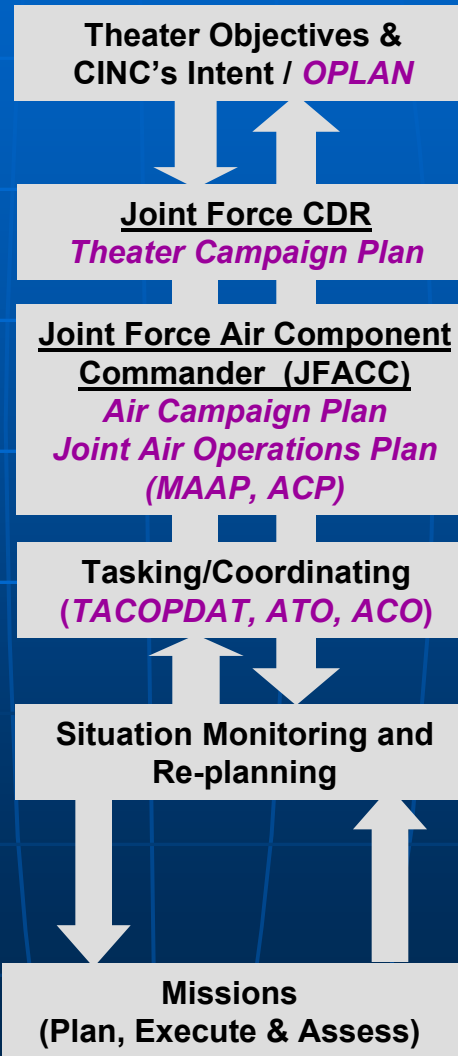 Theater Objectives &
CINC’s Intent / OPLAN
Joint Force CDR
Theater Campaign Plan
Joint Force Air Component
Commander (JFACC)
Air Campaign Plan
Joint Air Operations Plan
(MAAP, ACP)
Tasking/Coordinating
(TACOPDAT, ATO, ACO)
Situation Monitoring and
Re-planning
Missions
(Plan, Execute & Assess)